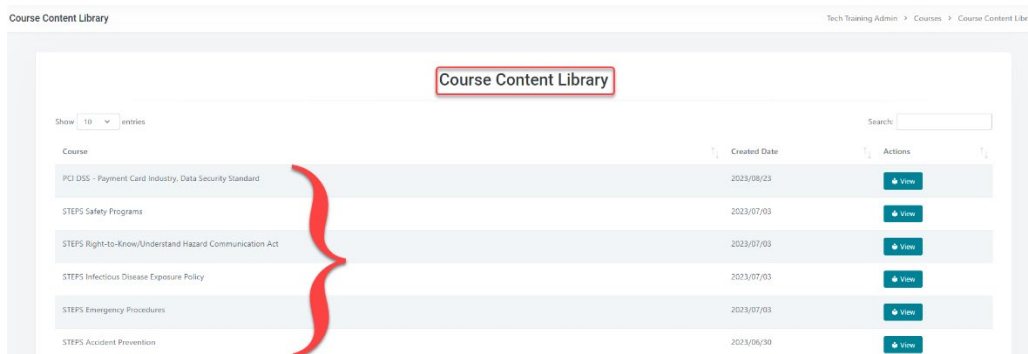 Course Content Library
Tech Training Admin > Courses > Course Content Libr
Course Content Library
Show 10 entries
Search:
Course Created Date Actions
PCI DSS - Payment Card Industry, Data Security Standard 2023/08/23 View
STEPS Safety Programs 2023/07/03 View
STEPS Right-to-Know/Understand Hazard Communication Act 2023/07/03 View
STEPS Infectious Disease Exposure Policy 2023/07/03 View
STEPS Emergency Procedures 2023/07/03 View
STEPS Accident Prevention 2023/06/30 View